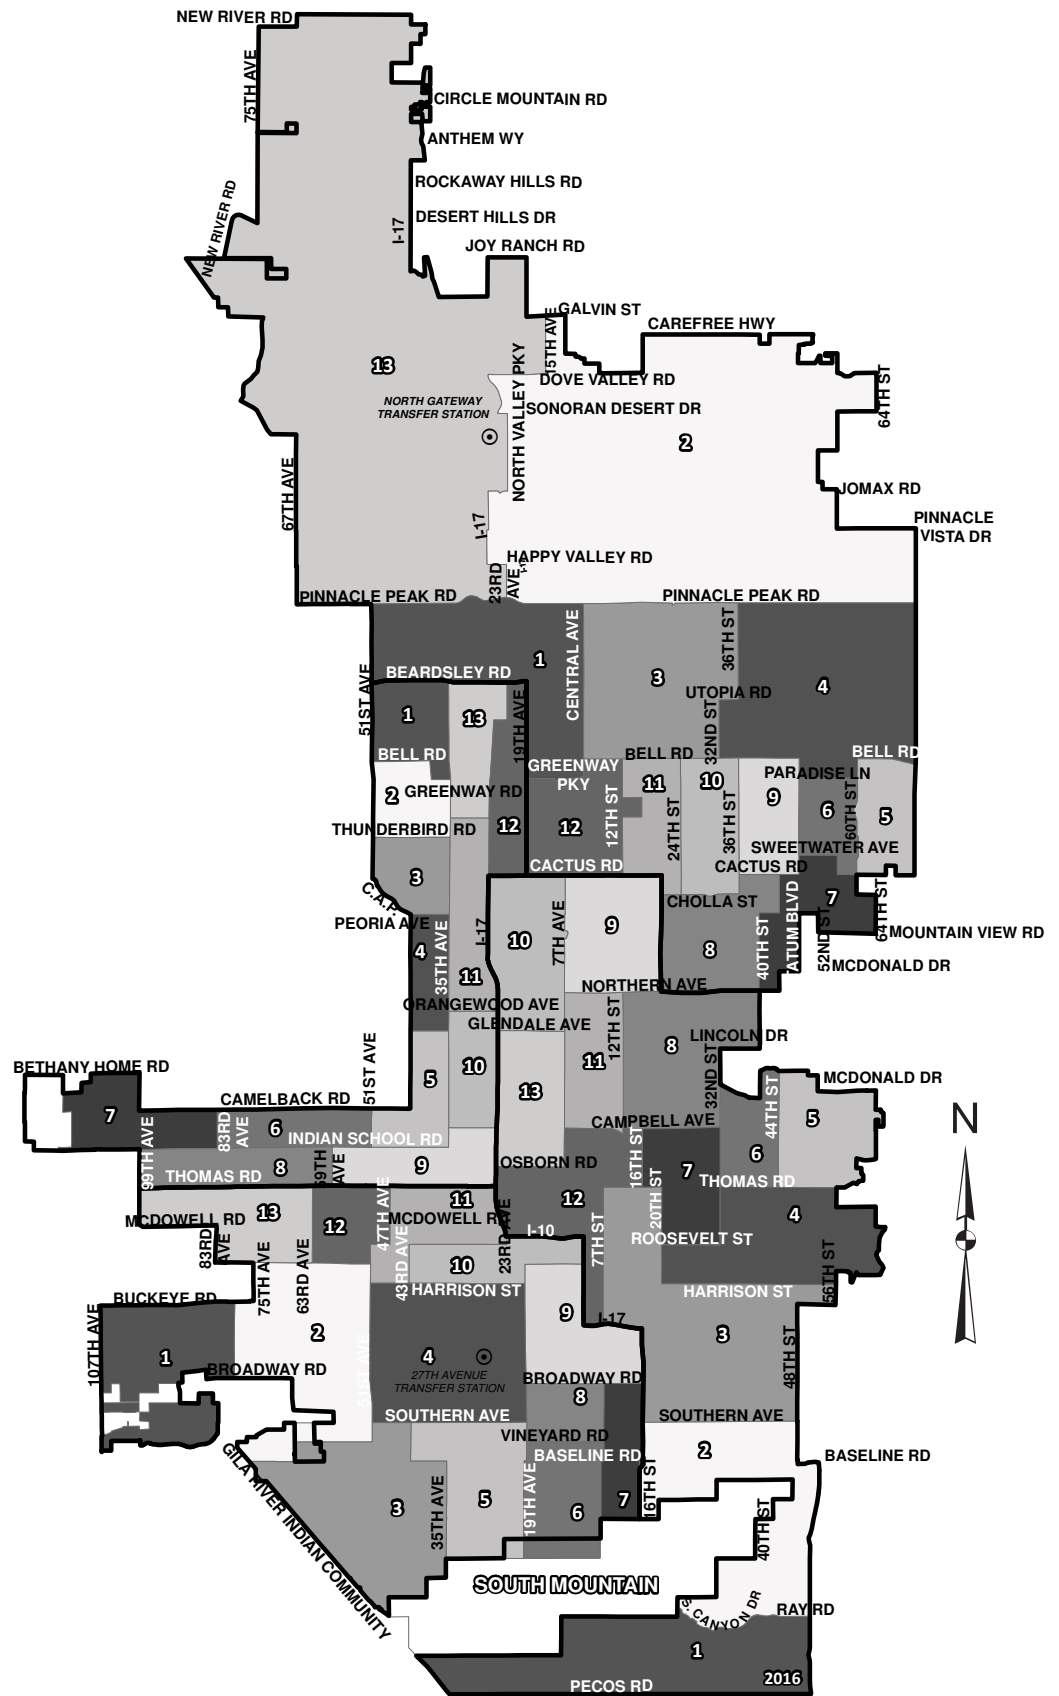 NEW RIVER RD
75TH AVE
CIRCLE MOUNTAIN RD
ANTHEM WY
ROCKAWAY HILLS RD
NEW RIVER RD
I-17
DESERT HILLS DR
JOY RANCH RD
GALVIN ST
15TH AVE
CAREFREE HWY
13
NORTH VALLEY PKY
DOVE VALLEY RD
64TH ST
NORTH GATEWAY
TRANSFER STATION
SONORAN DESERT DR
2
67TH AVE
JOMAX RD
I-17
PINNACLE
VISTA DR
HAPPY VALLEY RD
I-17
23RD
AVE
PINNACLE PEAK RD
PINNACLE PEAK RD
CENTRAL AVE
36TH ST
1
3
4
BEARDSLEY RD
51ST AVE
UTOPIA RD
1
13
19TH AVE
32ND ST
BELL RD
BELL RD
BELL RD
GREENWAY
PKY
PARADISE LN
2
GREENWAY RD
11
10
9
6
60TH ST
5
12TH ST
24TH ST
36TH ST
THUNDERBIRD RD
12
12
SWEETWATER AVE
CACTUS RD
CACTUS RD
3
C.A.P.
CHOLLA ST
7
TATUM BLVD
52ND ST
64TH ST
PEORIA AVE
35TH AVE
I-17
7TH AVE
9
10
40TH ST
MOUNTAIN VIEW RD
4
8
MCDONALD DR
11
NORTHERN AVE
ORANGEWOOD AVE
GLENDALE AVE
12TH ST
LINCOLN DR
8
51ST AVE
BETHANY HOME RD
10
11
32ND ST
5
13
MCDONALD DR
CAMELBACK RD
44TH ST
7
83RD
AVE
6
CAMPBELL AVE
5
INDIAN SCHOOL RD
99TH AVE
6
OSBORN RD
16TH ST
7
8
69TH
AVE
9
THOMAS RD
THOMAS RD
20TH ST
47TH AVE
11
12
13
MCDOWELL RD
12
MCDOWELL RD
4
23RD AVE
I-10
7TH ST
ROOSEVELT ST
83RD
AVE
75TH AVE
63RD AVE
43RD AVE
10
56TH ST
HARRISON ST
HARRISON ST
BUCKEYE RD
107TH AVE
2
9
I-17
3
1
51ST AVE
4
48TH ST
BROADWAY RD
27TH AVENUE
TRANSFER STATION
BROADWAY RD
8
SOUTHERN AVE
SOUTHERN AVE
VINEYARD RD
2
BASELINE RD
BASELINE RD
GILA RIVER INDIAN COMMUNITY
3
35TH AVE
5
19TH AVE
6
7
16TH ST
40TH ST
SOUTH MOUNTAIN
S. CANYON DR
RAY RD
1
PECOS RD
2016
N